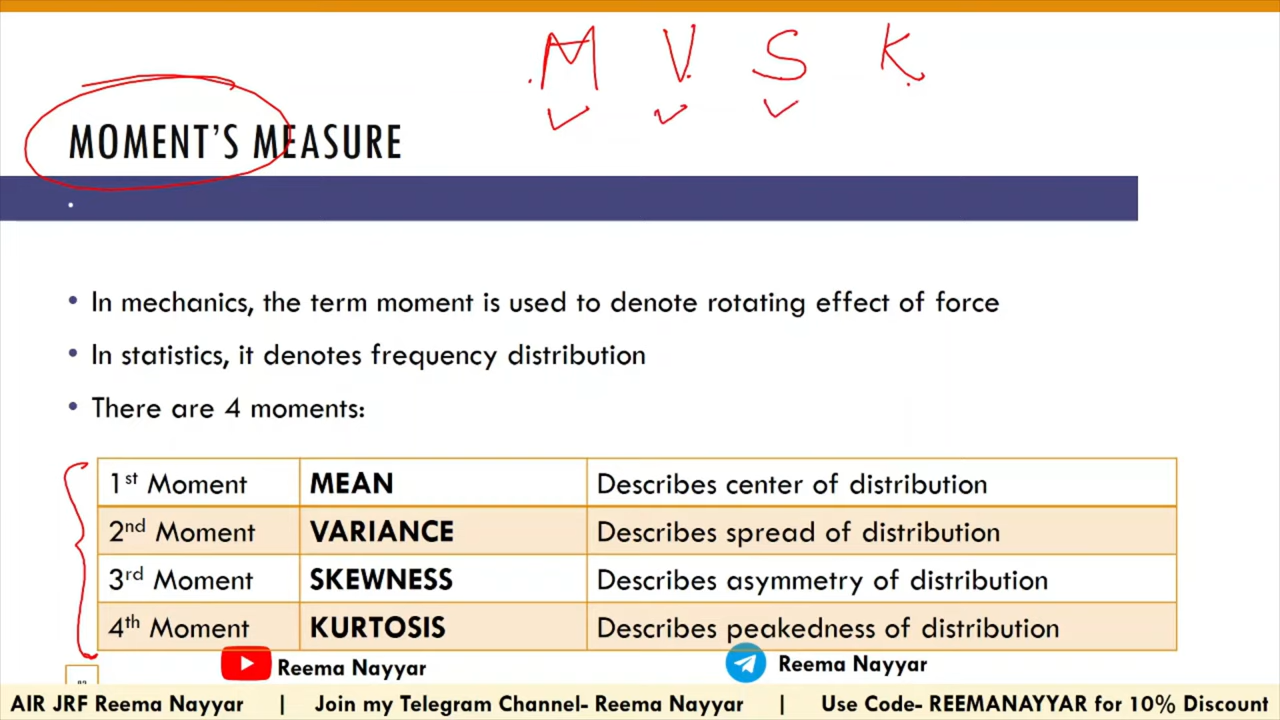 M V S K
MOMENT'S MEASURE
• In mechanics, the term moment is used to denote rotating effect of force
• In statistics, it denotes frequency distribution
• There are 4 moments:
1st Moment MEAN Describes center of distribution
2nd Moment VARIANCE Describes spread of distribution
3rd Moment SKEWNESS Describes asymmetry of distribution
4th Moment KURTOSIS Describes peakedness of distribution
Reema Nayyar Reema Nayyar
AIR JRF Reema Nayyar | Join my Telegram Channel- Reema Nayyar | Use Code- REEMANAYYAR for 10% Discount